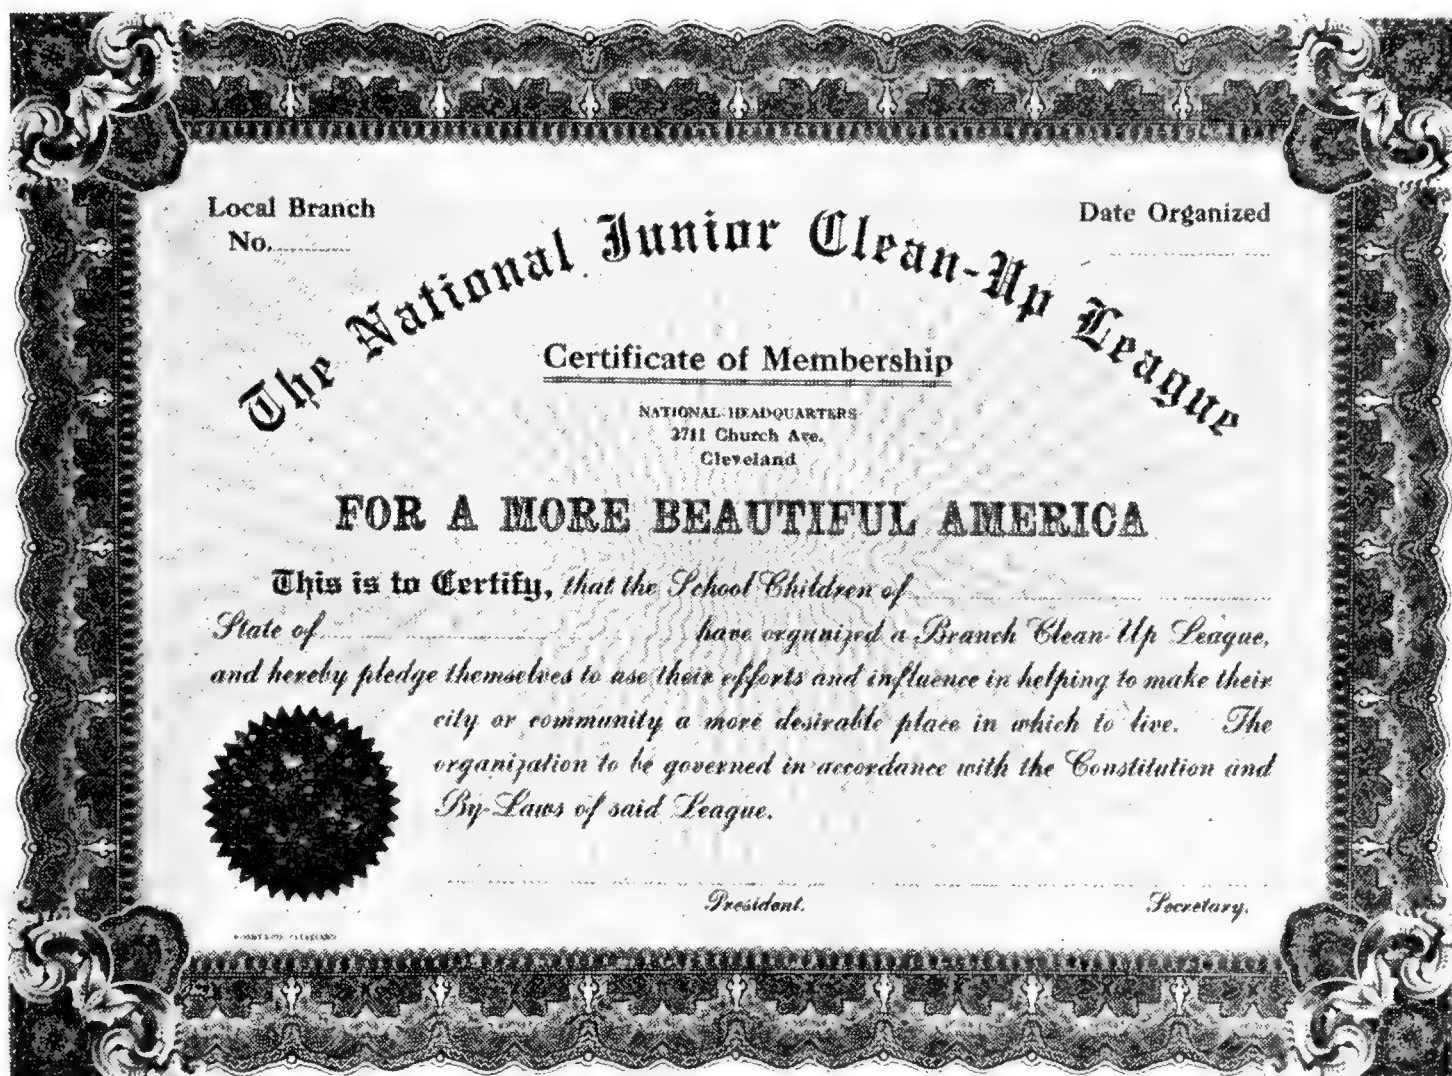 Local Branch
No.
Date Organized
The National Junior Clean-Up League
Certificate of Membership
NATIONAL HEADQUARTERS
2711 Church Ave.
Cleveland
FOR A MORE BEAUTIFUL AMERICA
This is to Certify, that the School Children of
State of have organized a Branch Clean-Up League,
and hereby pledge themselves to use their efforts and influence in helping to make their
city or community a more desirable place in which to live. The
organization to be governed in accordance with the Constitution and
By-Laws of said League.
President. Secretary.